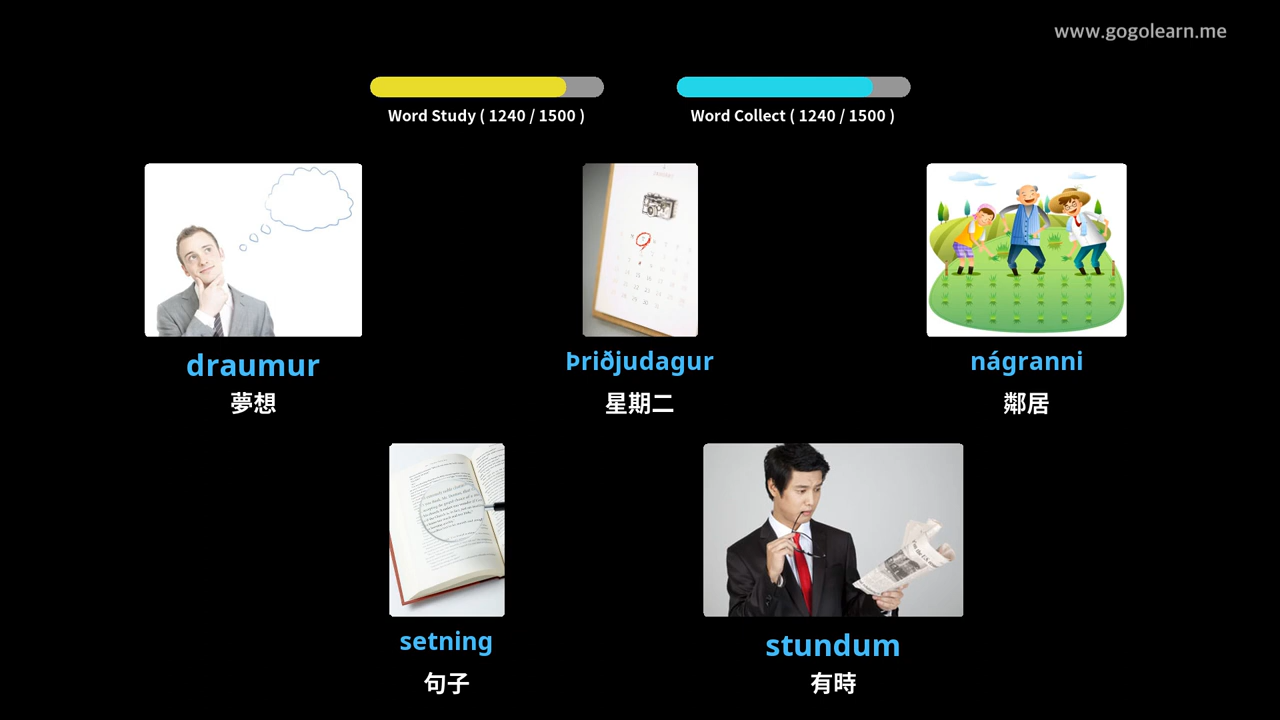 www.gogolearn.me
Word Study ( 1240 / 1500 )
Word Collect ( 1240 / 1500 )
draumur
夢想
Þriðjudagur
星期二
nágranni
鄰居
setning
句子
stundum
有時